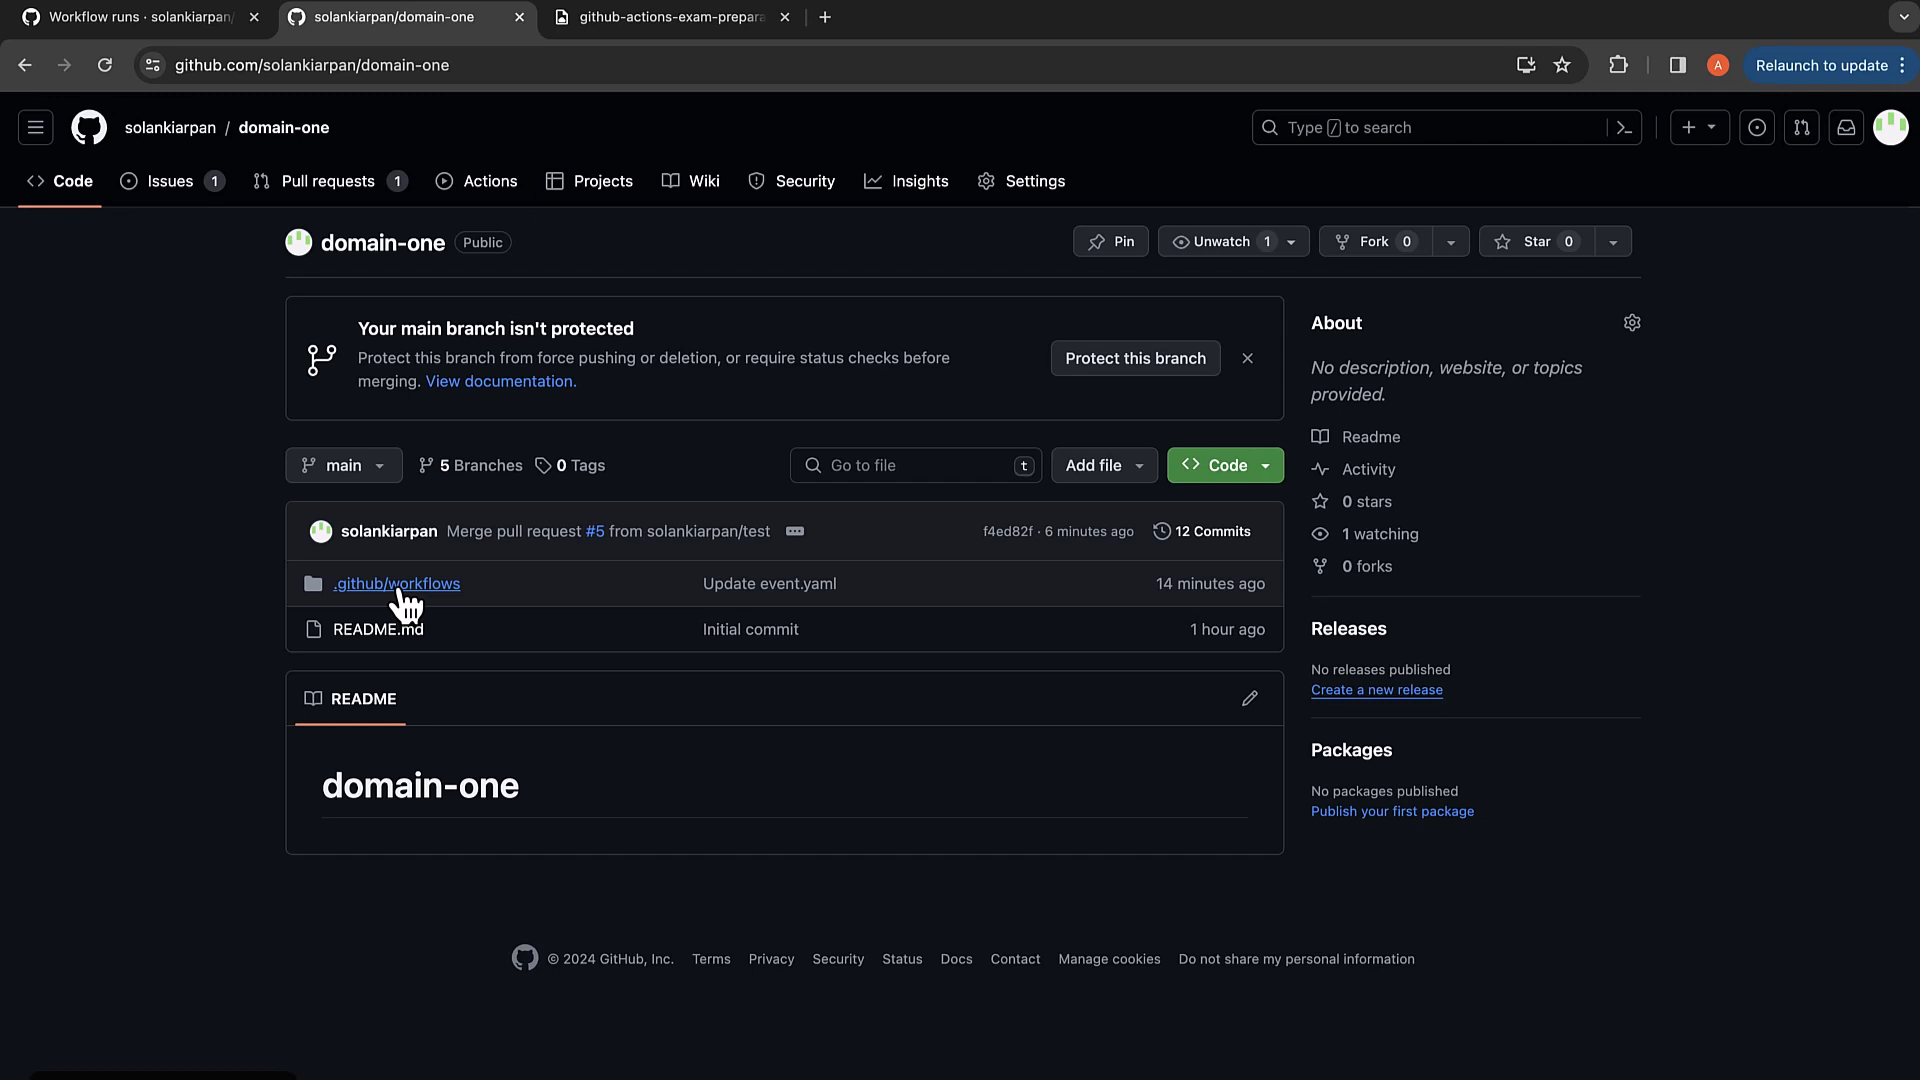 Workflow runs · solankiarpan/
solankiarpan/domain-one
github-actions-exam-prepara
github.com/solankiarpan/domain-one
A
Relaunch to update
solankiarpan / domain-one
Type / to search
Code
Issues 1
Pull requests 1
Actions
Projects
Wiki
Security
Insights
Settings
domain-one Public
Pin
Unwatch 1
Fork 0
Star 0
Your main branch isn't protected
Protect this branch from force pushing or deletion, or require status checks before
merging. View documentation.
Protect this branch
About
No description, website, or topics
provided.
Readme
Activity
0 stars
1 watching
0 forks
main
5 Branches
0 Tags
Go to file t
Add file
Code
solankiarpan Merge pull request #5 from solankiarpan/test
f4ed82f · 6 minutes ago
12 Commits
.github/workflows
Update event.yaml
14 minutes ago
README.md
Initial commit
1 hour ago
Releases
No releases published
Create a new release
README
domain-one
Packages
No packages published
Publish your first package
© 2024 GitHub, Inc. Terms Privacy Security Status Docs Contact Manage cookies Do not share my personal information